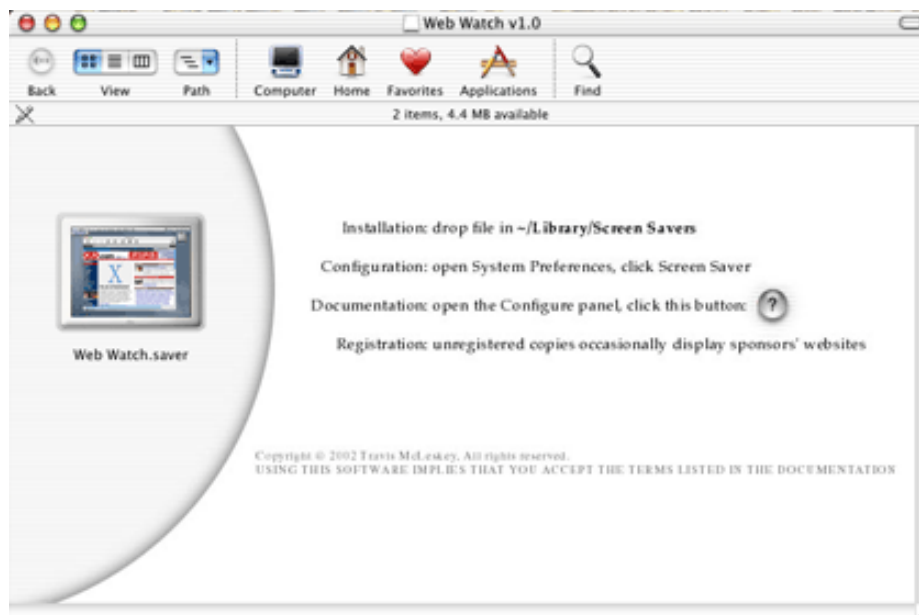 Web Watch v1.0
Back View Path Computer Home Favorites Applications Find
2 items, 4.4 MB available
Installation: drop file in ~/Library/Screen Savers
Configuration: open System Preferences, click Screen Saver
Documentation: open the Configure panel, click this button: ?
Registration: unregistered copies occasionally display sponsors' websites
X
Web Watch.saver
Copyright © 2002 Travis McLeskey, All rights reserved.
USING THIS SOFTWARE IMPLIES THAT YOU ACCEPT THE TERMS LISTED IN THE DOCUMENTATION